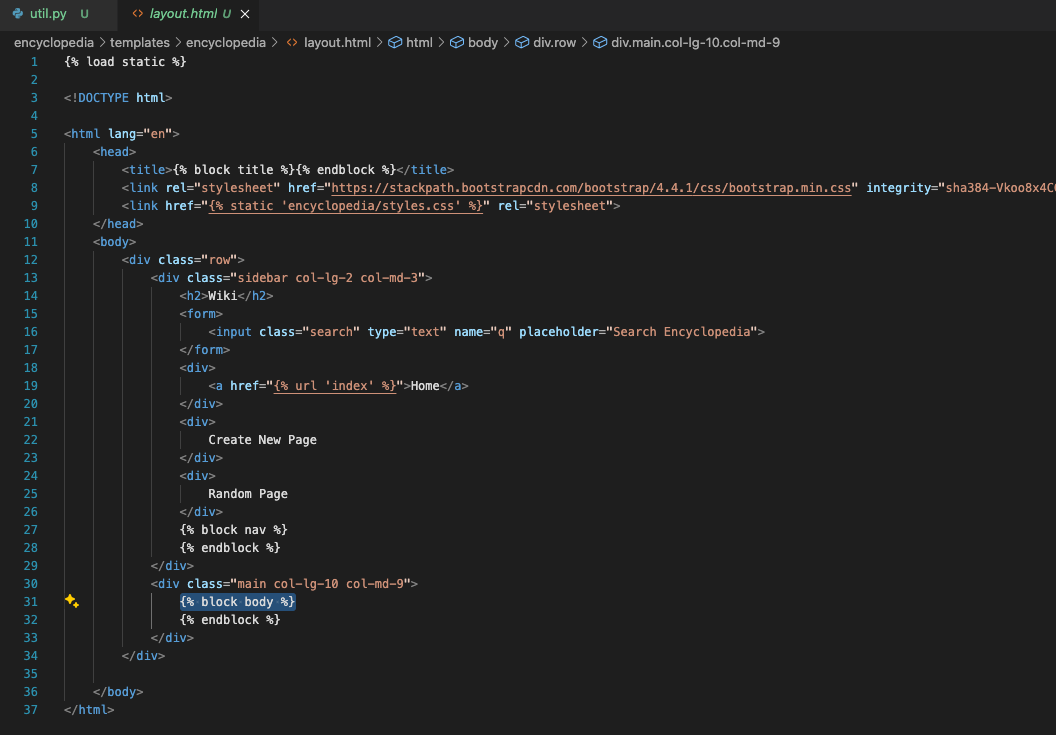 util.py U <> layout.html U ×
encyclopedia > templates > encyclopedia > <> layout.html > html > body > div.row > div.main.col-lg-10.col-md-9
1 {% load static %}
2
3 <!DOCTYPE html>
4
5 <html lang="en">
6 <head>
7 <title>{% block title %}{% endblock %}</title>
8 <link rel="stylesheet" href="https://stackpath.bootstrapcdn.com/bootstrap/4.4.1/css/bootstrap.min.css" integrity="sha384-Vkoo8x4CG
9 <link href="{% static 'encyclopedia/styles.css' %}" rel="stylesheet">
10 </head>
11 <body>
12 <div class="row">
13 <div class="sidebar col-lg-2 col-md-3">
14 <h2>Wiki</h2>
15 <form>
16 <input class="search" type="text" name="q" placeholder="Search Encyclopedia">
17 </form>
18 <div>
19 <a href="{% url 'index' %}">Home</a>
20 </div>
21 <div>
22 Create New Page
23 </div>
24 <div>
25 Random Page
26 </div>
27 {% block nav %}
28 {% endblock %}
29 </div>
30 <div class="main col-lg-10 col-md-9">
31 {% block body %}
32 {% endblock %}
33 </div>
34 </div>
35
36 </body>
37 </html>